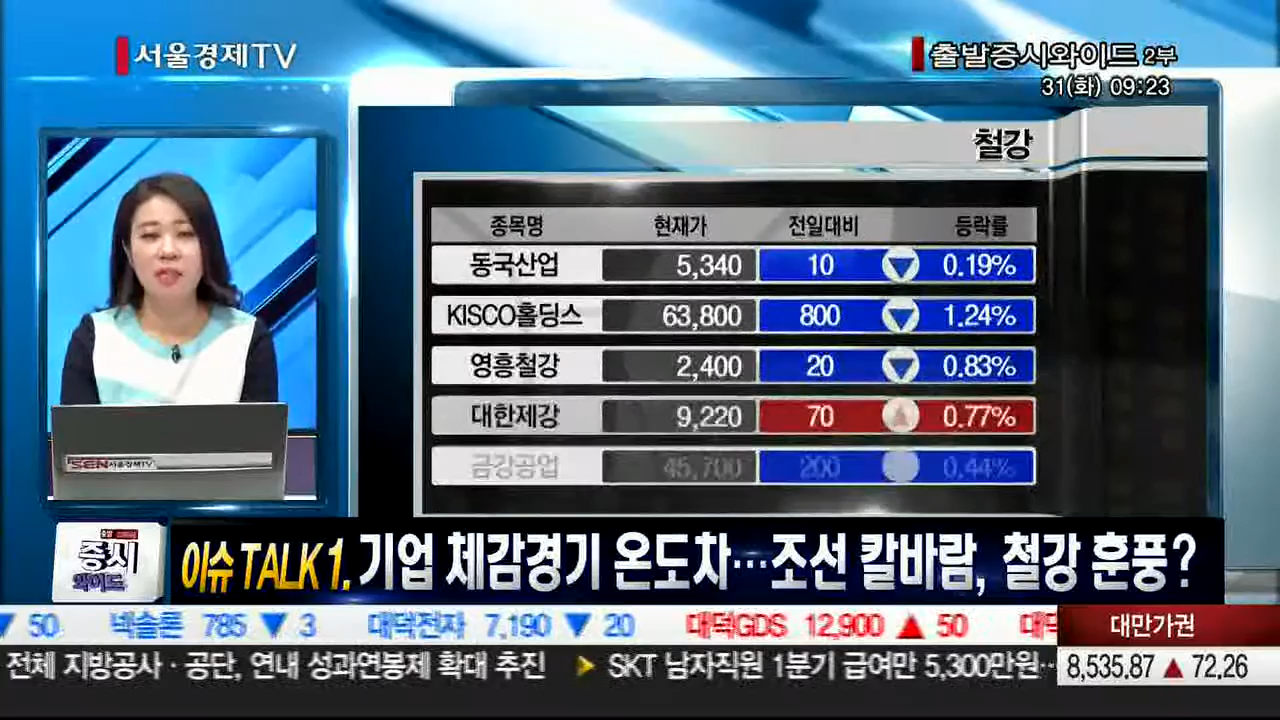 서울경제TV
출발증시와이드 2부
31(화) 09:23
철강
종목명 현재가 전일대비 등락률
동국산업 5,340 10 ▼ 0.19%
KISCO홀딩스 63,800 800 ▼ 1.24%
영흥철강 2,400 20 ▼ 0.83%
대한제강 9,220 70 ▲ 0.77%
금강공업 45,700 200 0.44%
SEN서울경제TV
증시
와이드
이슈 TALK 1. 기업 체감경기 온도차…조선 칼바람, 철강 훈풍?
▼ 50 넥솔론 785 ▼ 3 대덕전자 7,190 ▼ 20 대덕GDS 12,900 ▲ 50
대만가권
전체 지방공사·공단, 연내 성과연봉제 확대 추진 SKT 남자직원 1분기 급여만 5,300만원…
8,535.87 ▲ 72.26